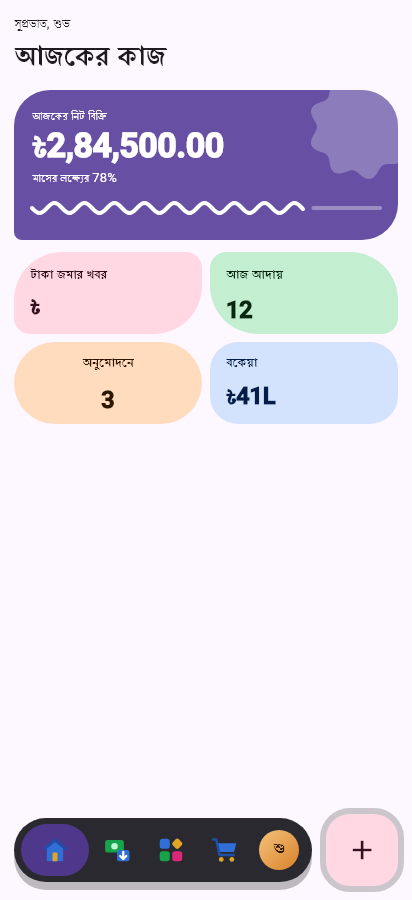 সুপ্রভাত, শুভ
আজকের কাজ
আজকের নিট বিক্রি
৳2,84,500.00
মাসের লক্ষ্যের 78%
টাকা জমার খবর
৳
আজ আদায়
12
অনুমোদনে
3
বকেয়া
৳41L
শু